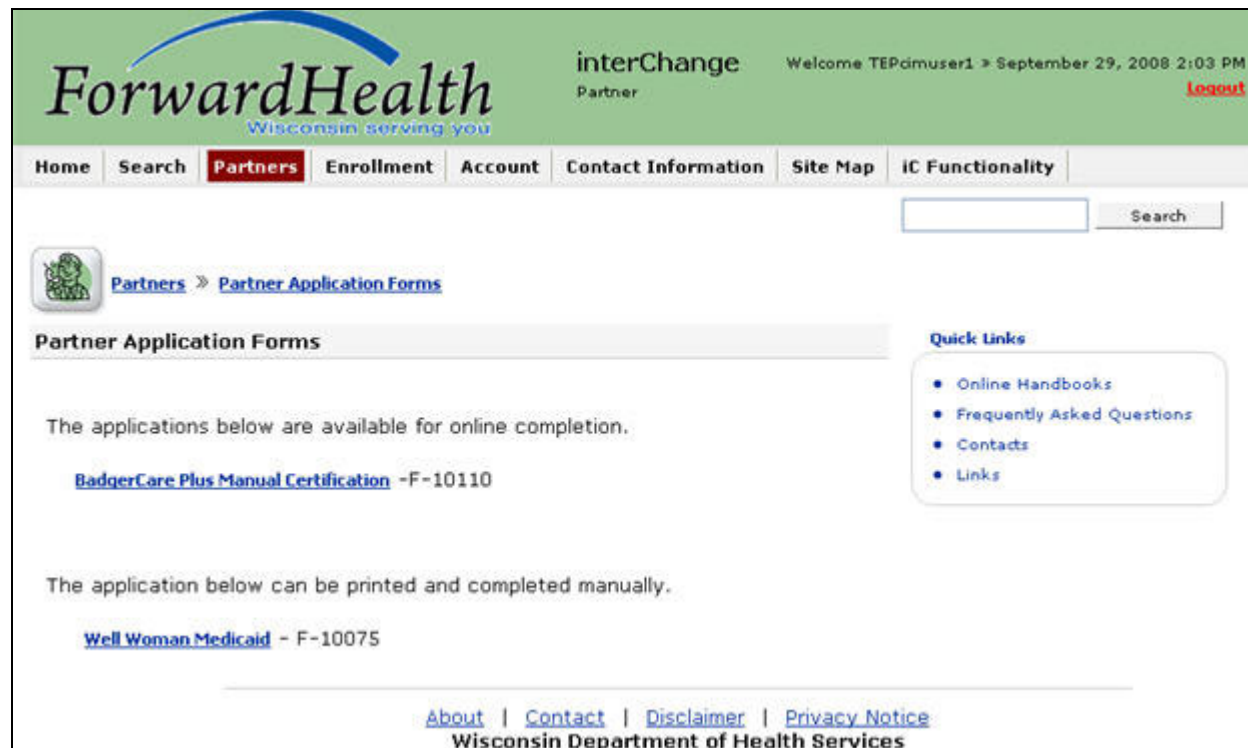 ForwardHealth
Wisconsin serving you
interChange
Partner
Welcome TEPcimuser1 » September 29, 2008 2:03 PM
Logout
Home Search Partners Enrollment Account Contact Information Site Map iC Functionality
Search
Partners » Partner Application Forms
Partner Application Forms
The applications below are available for online completion.
BadgerCare Plus Manual Certification -F-10110
The application below can be printed and completed manually.
Well Woman Medicaid - F-10075
Quick Links
• Online Handbooks
• Frequently Asked Questions
• Contacts
• Links
About | Contact | Disclaimer | Privacy Notice
Wisconsin Department of Health Services